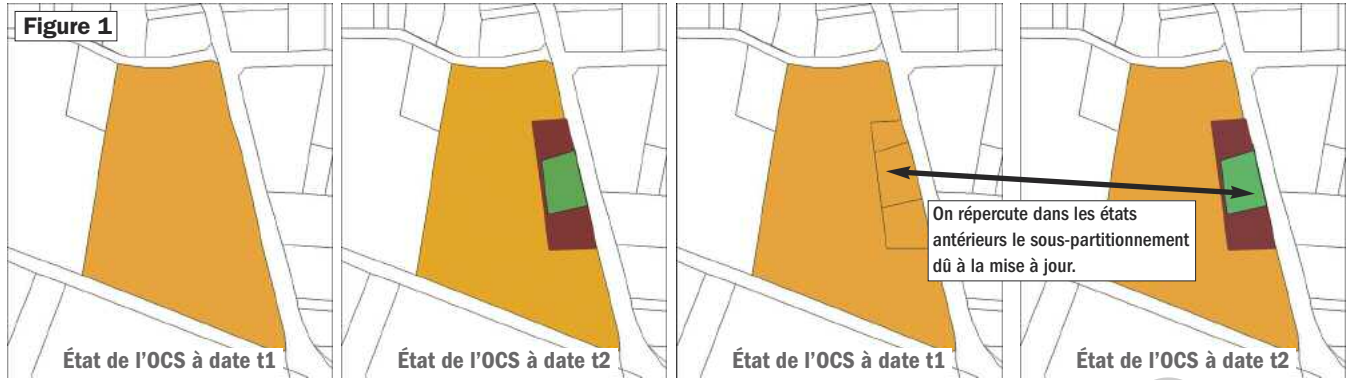 Figure 1
État de l'OCS à date t1
État de l'OCS à date t2
On répercute dans les états
antérieurs le sous-partitionnement
dû à la mise à jour.
État de l'OCS à date t1
État de l'OCS à date t2